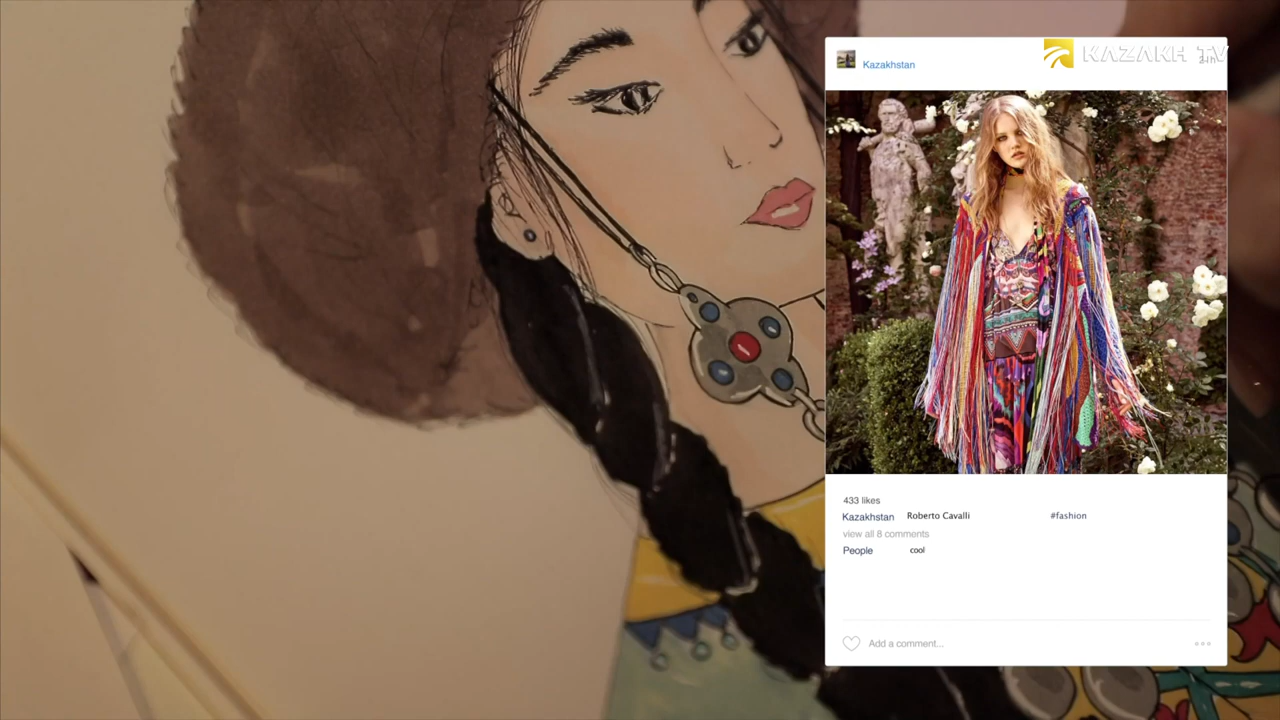 KAZAKH TV
Kazakhstan
433 likes
Kazakhstan Roberto Cavalli #fashion
view all 8 comments
People cool
Add a comment...